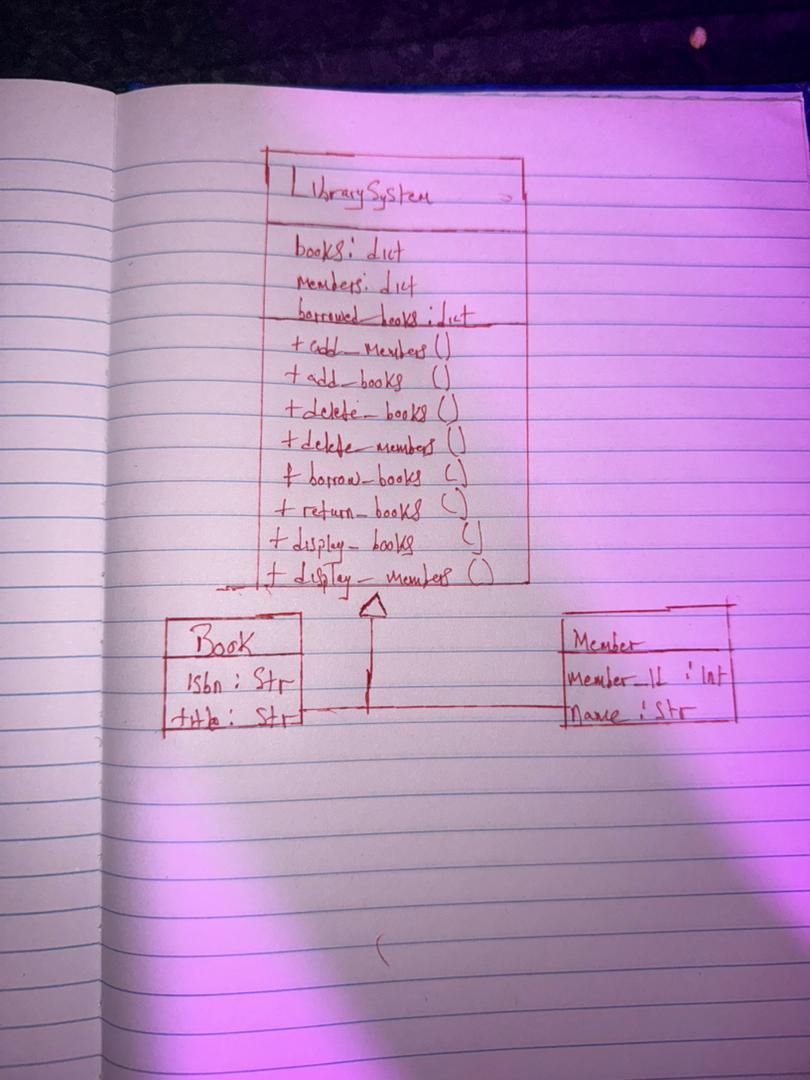 LibrarySystem
books: dict
members: dict
borrowed_books: dict
+ add_members()
+ add_books ()
+ delete_books ()
+ delete_members ()
+ borrow_books ()
+ return_books ()
+ display_books ()
+ display_members ()
Book
isbn: Str
title: Str
Member
member_Id: Int
Name: Str